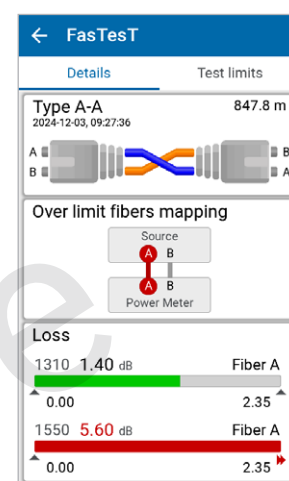 FasTesT
Details Test limits
Type A-A 847.8 m
2024-12-03, 09:27:36
A B
B A
Over limit fibers mapping
Source
A B
A B
Power Meter
Loss
1310 1.40 dB Fiber A
0.00 2.35
1550 5.60 dB Fiber A
0.00 2.35